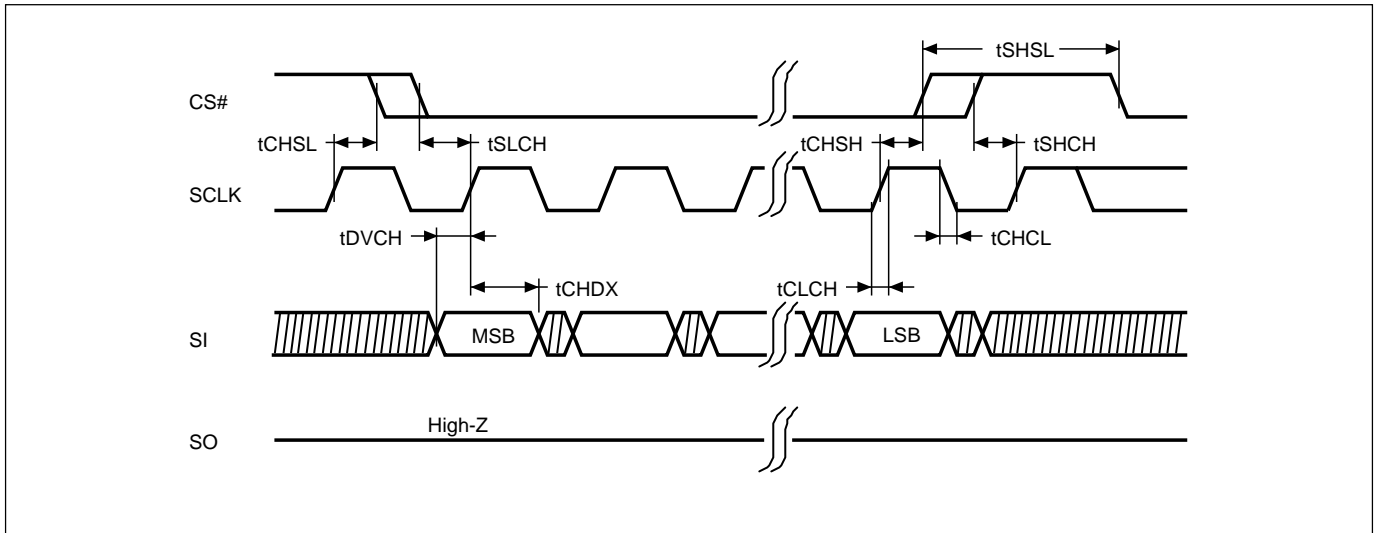 tSHSL
CS#
tCHSL
tSLCH
tCHSH
tSHCH
SCLK
tDVCH
tCHCL
tCHDX
tCLCH
SI
MSB
LSB
High-Z
SO